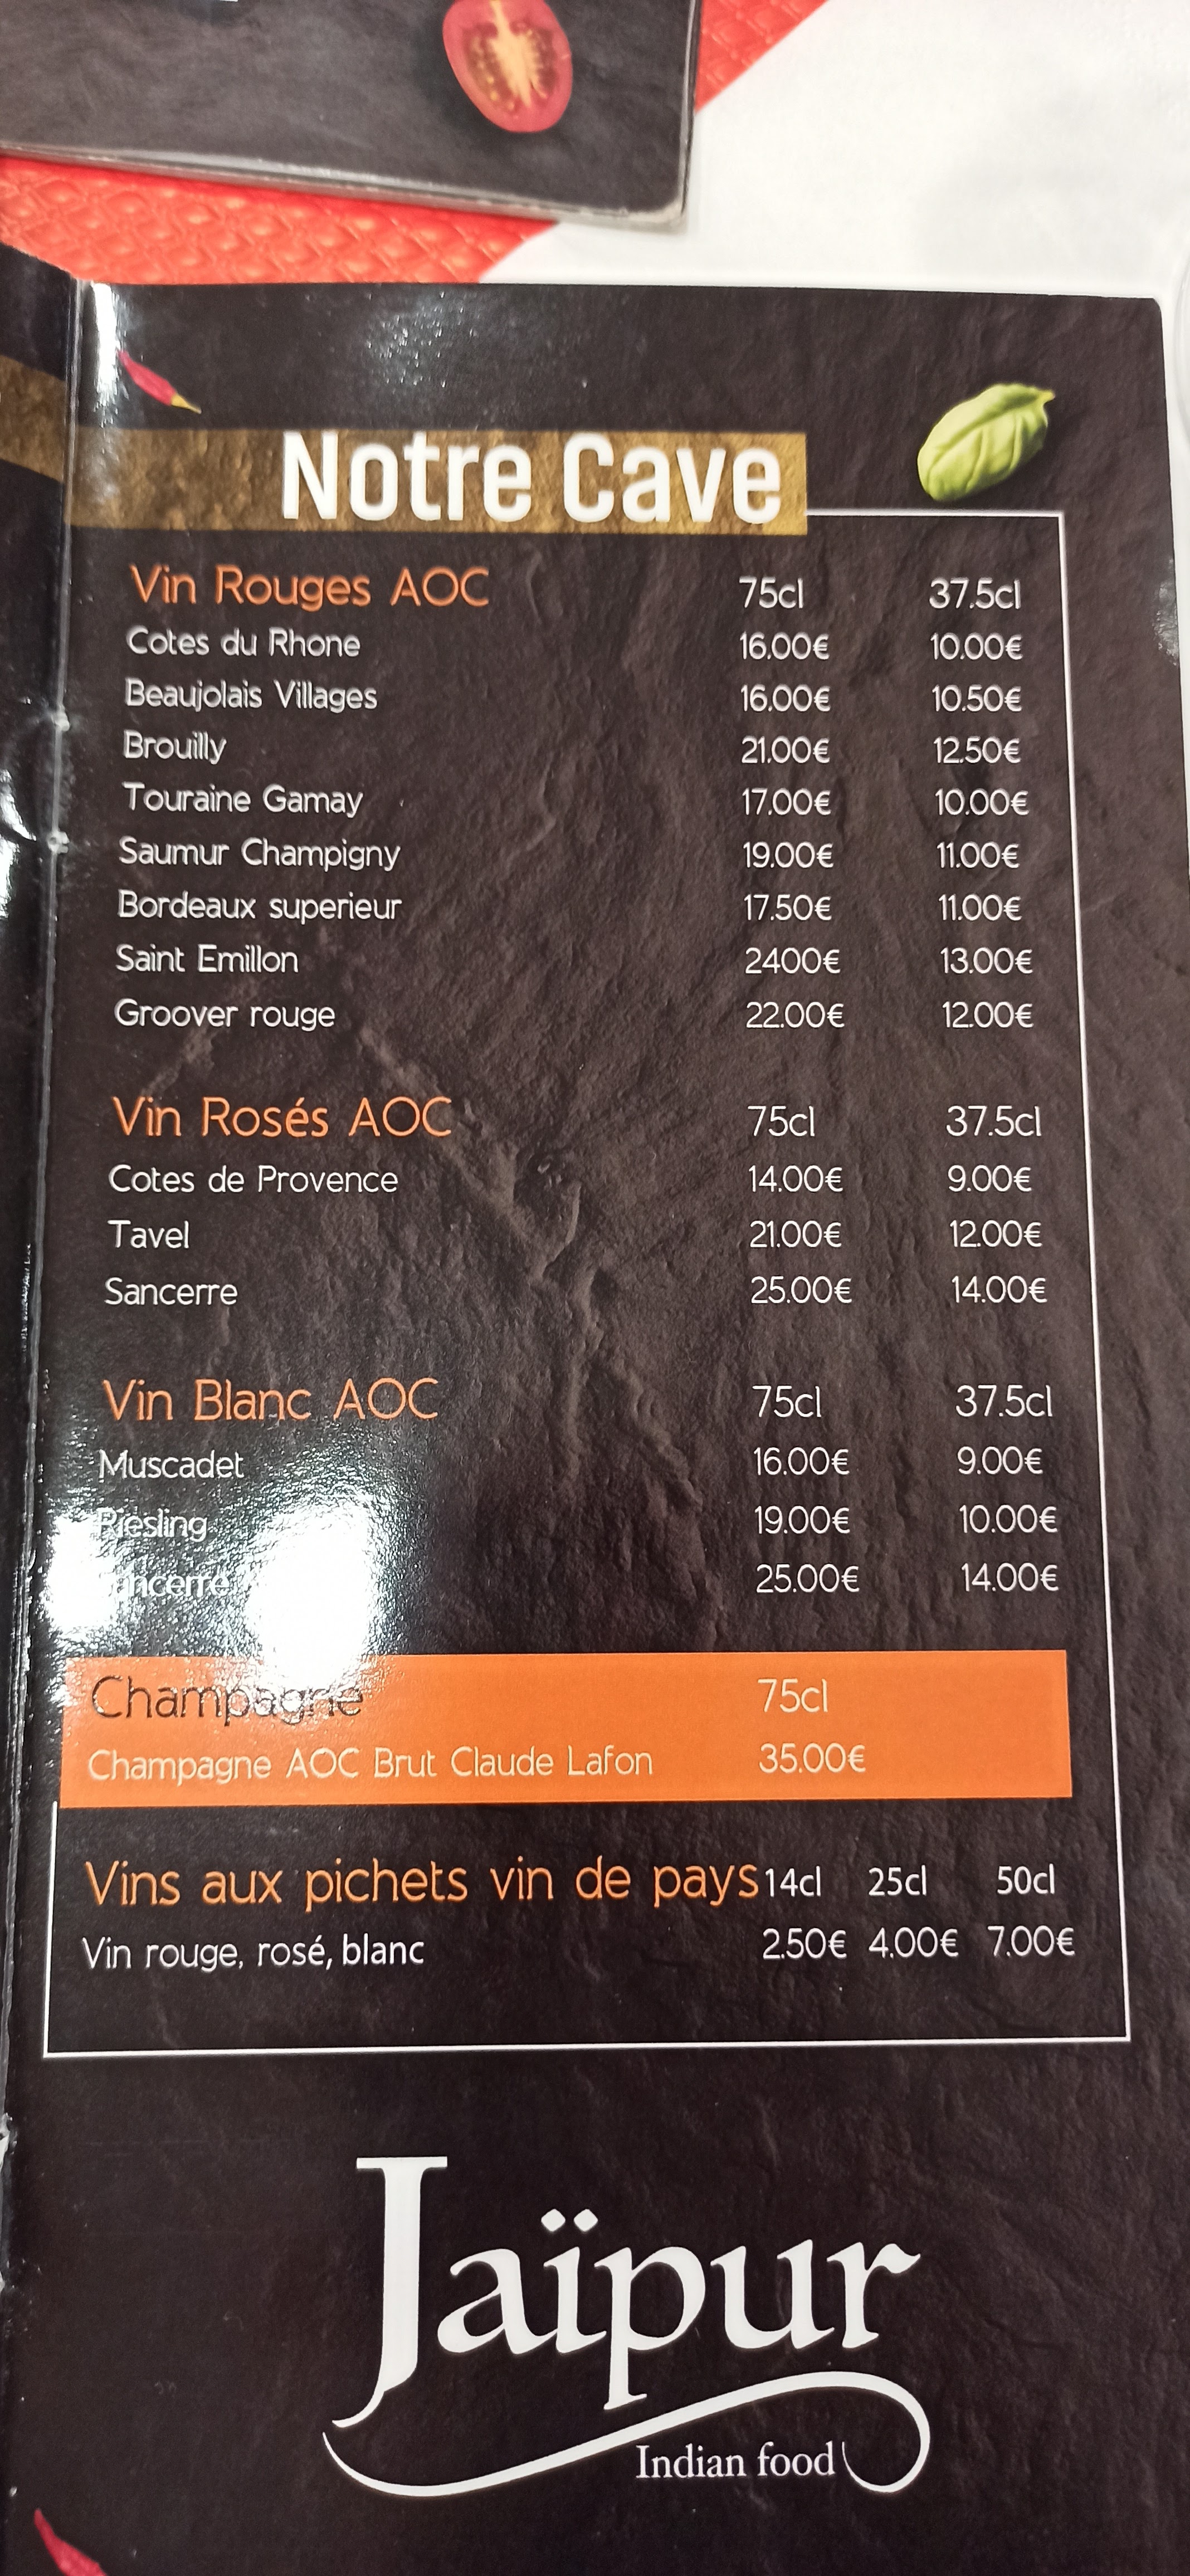 Notre Cave
Vin Rouges AOC 75cl 37.5cl
Cotes du Rhone 16.00€ 10.00€
Beaujolais Villages 16.00€ 10.50€
Brouilly 21.00€ 12.50€
Touraine Gamay 17.00€ 10.00€
Saumur Champigny 19.00€ 11.00€
Bordeaux superieur 17.50€ 11.00€
Saint Emillon 2400€ 13.00€
Groover rouge 22.00€ 12.00€
Vin Rosés AOC 75cl 37.5cl
Cotes de Provence 14.00€ 9.00€
Tavel 21.00€ 12.00€
Sancerre 25.00€ 14.00€
Vin Blanc AOC 75cl 37.5cl
Muscadet 16.00€ 9.00€
Riesling 19.00€ 10.00€
Sancerre 25.00€ 14.00€
Champagne 75cl
Champagne AOC Brut Claude Lafon 35.00€
Vins aux pichets vin de pays 14cl 25cl 50cl
Vin rouge, rosé, blanc 2.50€ 4.00€ 7.00€
Jaïpur
Indian food